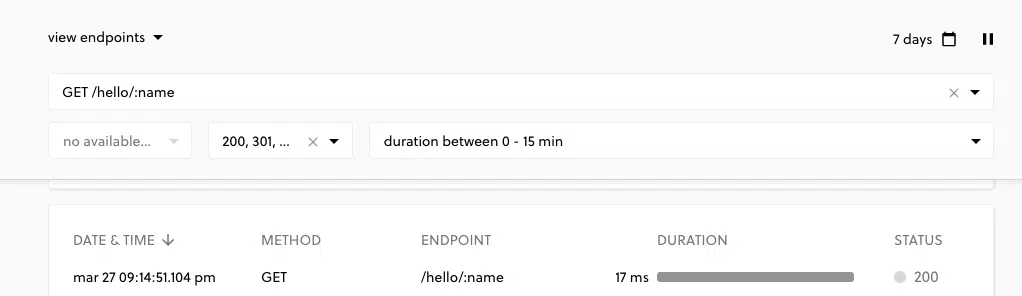 view endpoints
7 days
GET /hello/:name
no available...
200, 301, ...
duration between 0 - 15 min
DATE & TIME METHOD ENDPOINT DURATION STATUS
mar 27 09:14:51.104 pm GET /hello/:name 17 ms 200